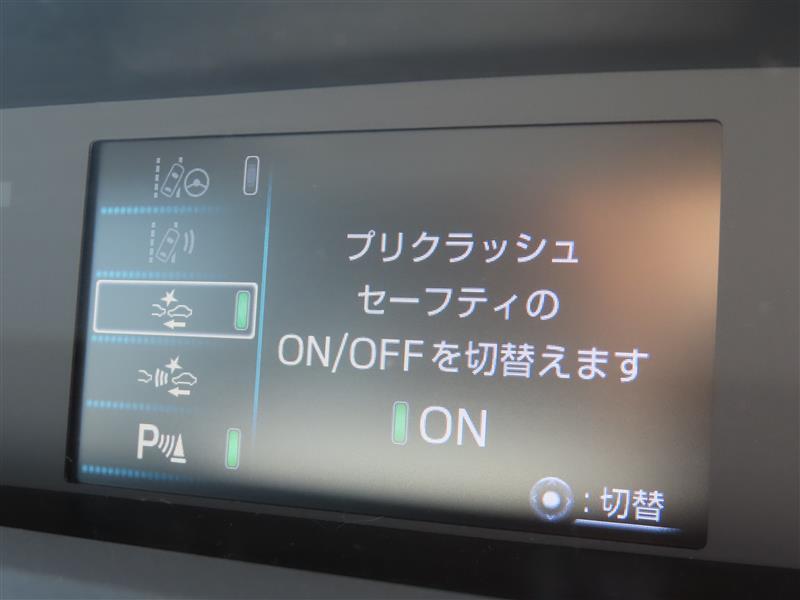 プリクラッシュ
セーフティの
ON/OFFを切替えます
ON
P
:切替